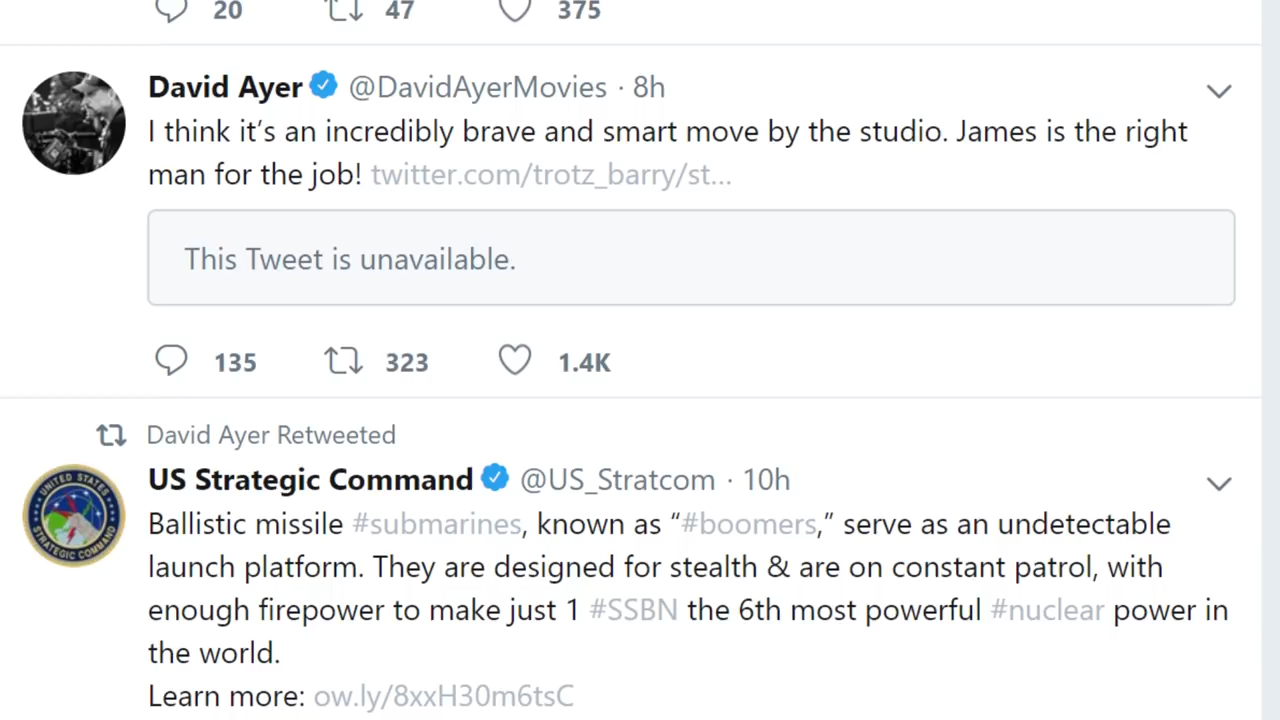 20 47 375
David Ayer @DavidAyerMovies · 8h
I think it’s an incredibly brave and smart move by the studio. James is the right
man for the job! twitter.com/trotz_barry/st…
This Tweet is unavailable.
135 323 1.4K
David Ayer Retweeted
US Strategic Command @US_Stratcom · 10h
Ballistic missile #submarines, known as “#boomers,” serve as an undetectable
launch platform. They are designed for stealth & are on constant patrol, with
enough firepower to make just 1 #SSBN the 6th most powerful #nuclear power in
the world.
Learn more: ow.ly/8xxH30m6tsC
UNITED STATES
STRATEGIC COMMAND